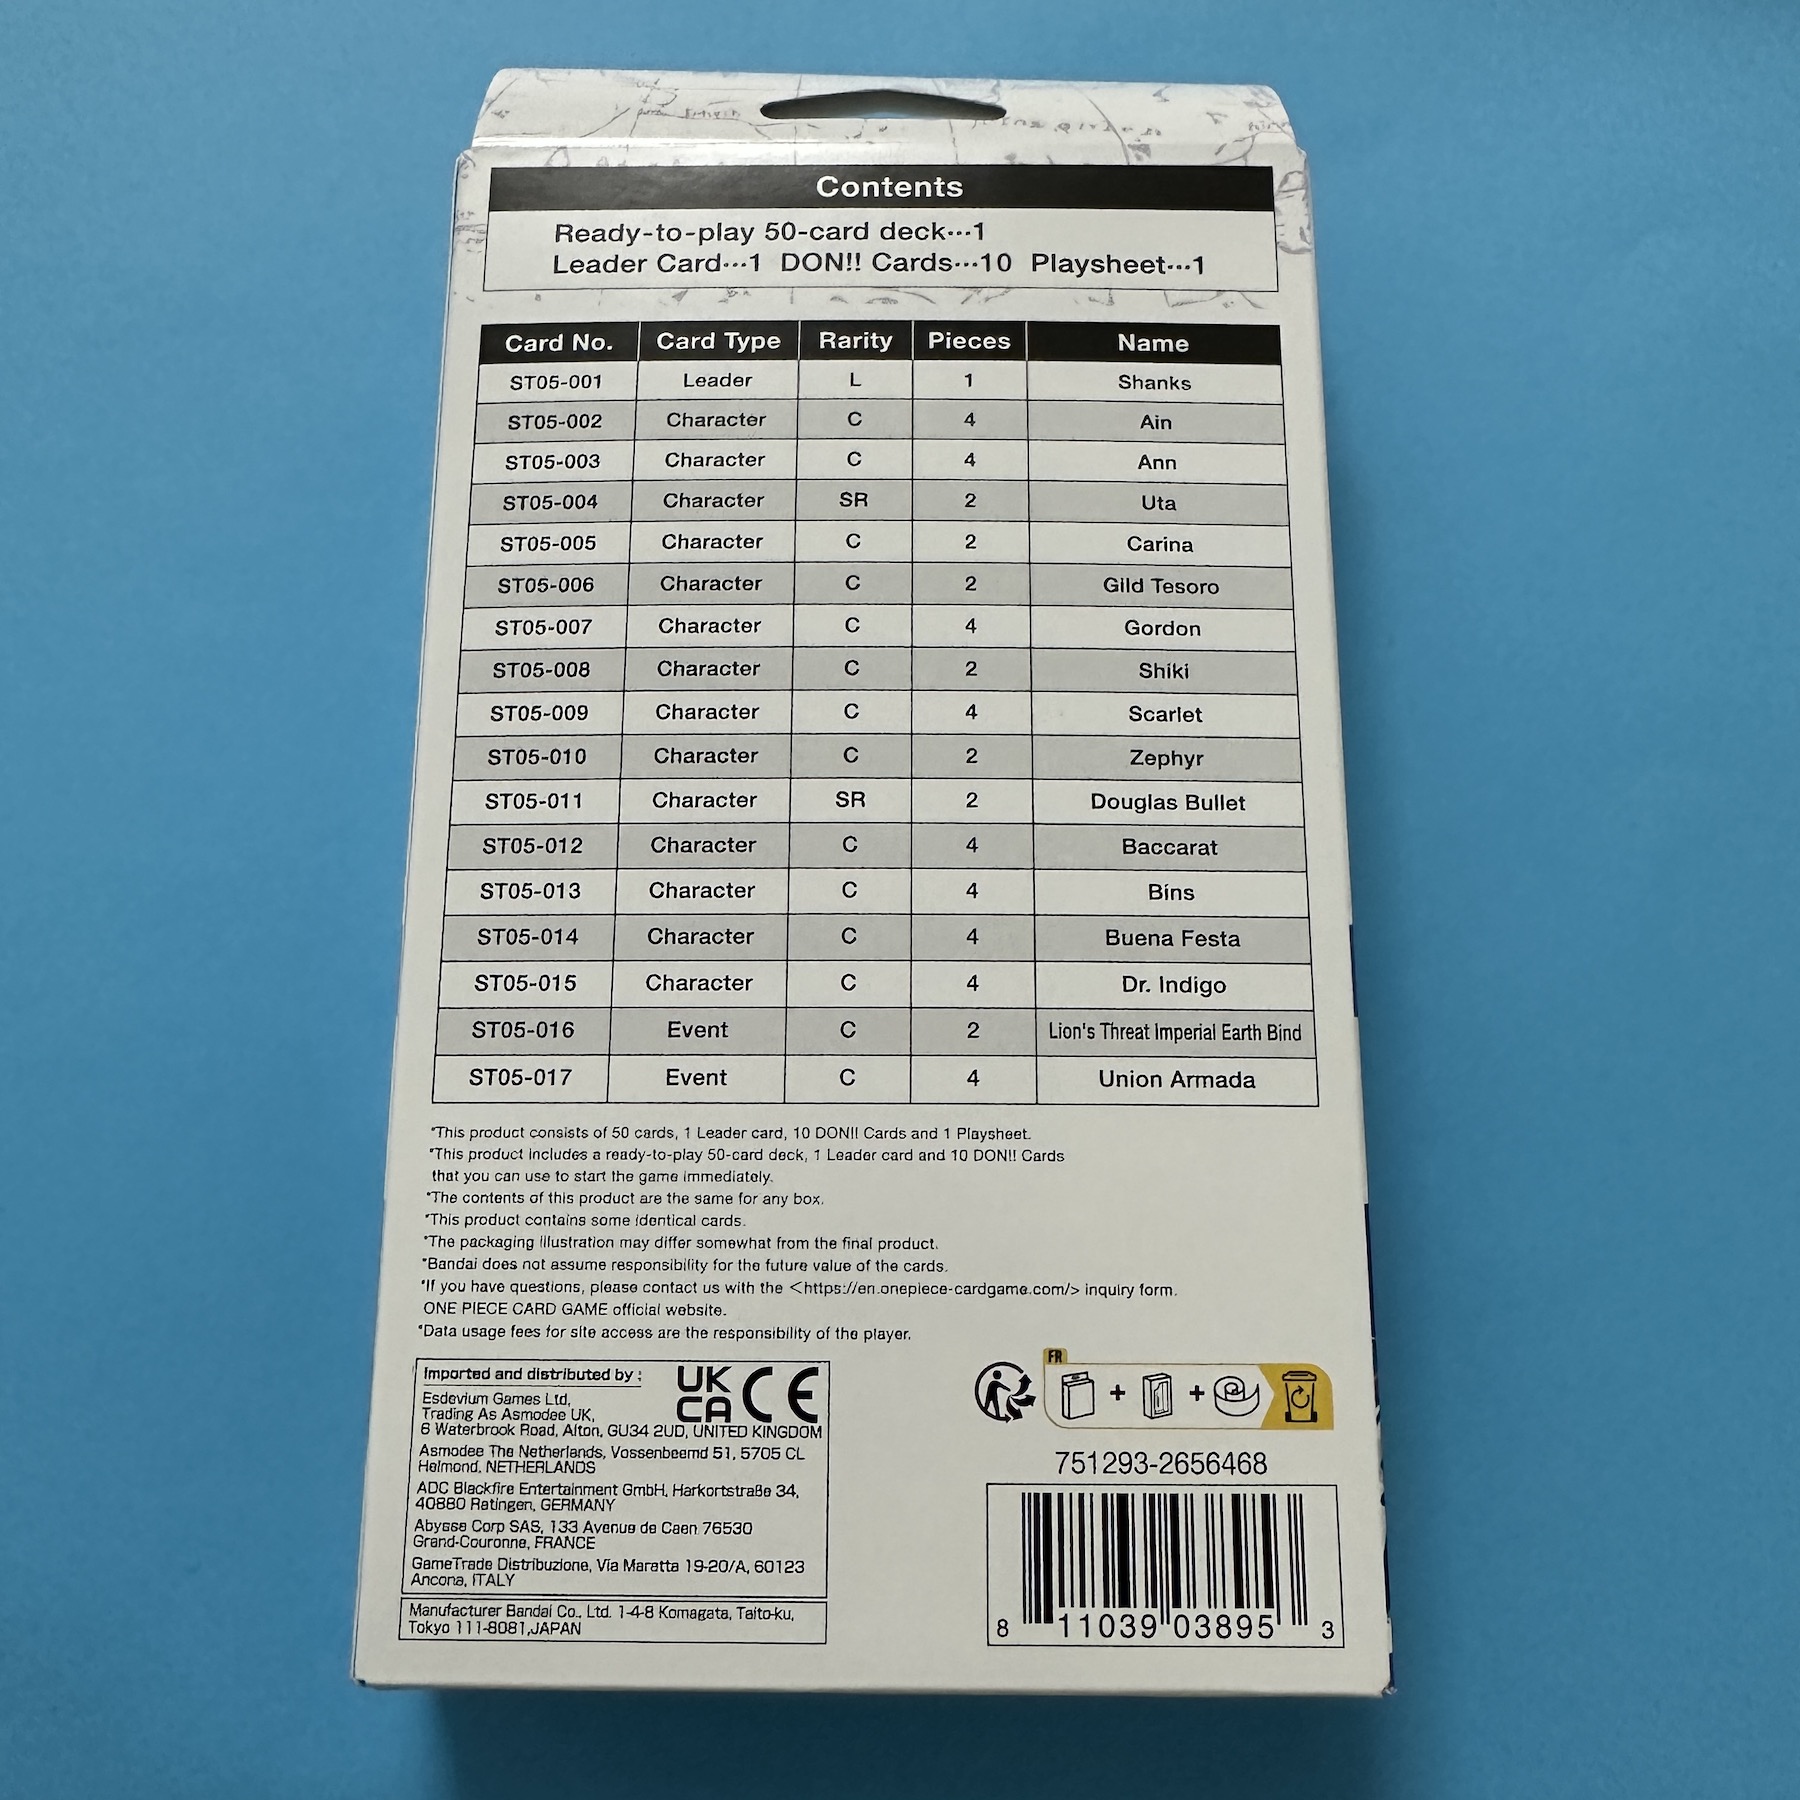 Contents
Ready-to-play 50-card deck···1
Leader Card···1 DON!! Cards···10 Playsheet···1
Card No. Card Type Rarity Pieces Name
ST05-001 Leader L 1 Shanks
ST05-002 Character C 4 Ain
ST05-003 Character C 4 Ann
ST05-004 Character SR 2 Uta
ST05-005 Character C 2 Carina
ST05-006 Character C 2 Gild Tesoro
ST05-007 Character C 4 Gordon
ST05-008 Character C 2 Shiki
ST05-009 Character C 4 Scarlet
ST05-010 Character C 2 Zephyr
ST05-011 Character SR 2 Douglas Bullet
ST05-012 Character C 4 Baccarat
ST05-013 Character C 4 Bins
ST05-014 Character C 4 Buena Festa
ST05-015 Character C 4 Dr. Indigo
ST05-016 Event C 2 Lion's Threat Imperial Earth Bind
ST05-017 Event C 4 Union Armada
*This product consists of 50 cards, 1 Leader card, 10 DON!! Cards and 1 Playsheet.
*This product includes a ready-to-play 50-card deck, 1 Leader card and 10 DON!! Cards
that you can use to start the game immediately.
*The contents of this product are the same for any box.
*This product contains some identical cards.
*The packaging illustration may differ somewhat from the final product.
*Bandai does not assume responsibility for the future value of the cards.
*If you have questions, please contact us with the <https://en.onepiece-cardgame.com/> inquiry form.
ONE PIECE CARD GAME official website.
*Data usage fees for site access are the responsibility of the player.
Imported and distributed by :
UK
CA CE
Esdevium Games Ltd,
Trading As Asmodee UK,
6 Waterbrook Road, Alton, GU34 2UD, UNITED KINGDOM
Asmodee The Netherlands, Vossenbeemd 51, 5705 CL
Helmond, NETHERLANDS
ADC Blackfire Entertainment GmbH, Harkortstraße 34,
40880 Ratingen, GERMANY
Abysse Corp SAS, 133 Avenue de Caen 76530
Grand-Couronne, FRANCE
GameTrade Distribuzione, Via Maratta 19-20/A, 60123
Ancona, ITALY
Manufacturer Bandai Co., Ltd. 1-4-8 Komagata, Taito-ku,
Tokyo 111-8081,JAPAN
FR
+ +
751293-2656468
8 11039 03895 3